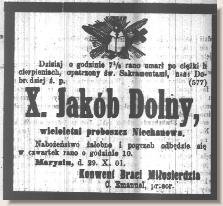 Dzisiaj o godzinie 7½ rano umarł po ciężkich
cierpieniach, opatrzony św. Sakramentami, nasz Do-
brodziej ś. p. (577)
X. Jakób Dolny,
wieloletni proboszcz Niechanowa.
Nabożeństwo żałobne i pogrzeb odbędzie się
w czwartek rano o godzinie 10.
Marysin, d. 29. X. 01.
Konwent Braci Miłosierdzia
O. Emanuel, przeor.